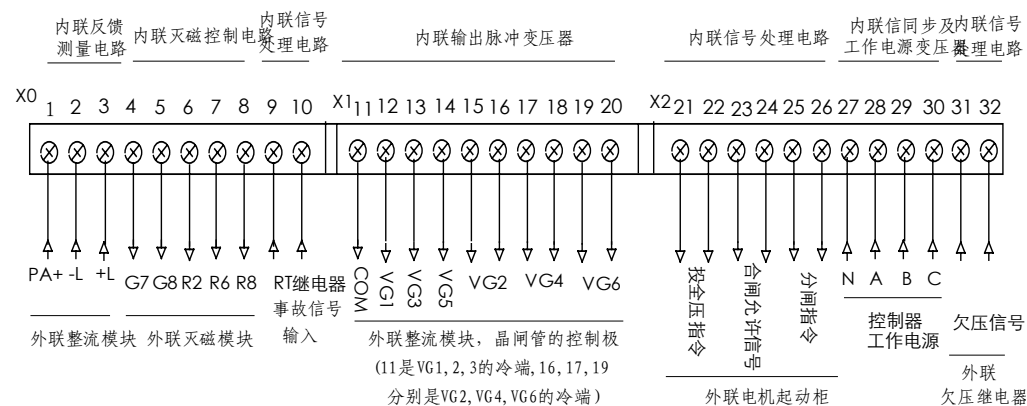 内联反馈 内联灭磁控制电路 内联信号 内联输出脉冲变压器 内联信号处理电路 内联信同步及 内联信号
测量电路 处理电路 工作电源变压器 处理电路
X0 1 2 3 4 5 6 7 8 9 10 X1 11 12 13 14 15 16 17 18 19 20 X2 21 22 23 24 25 26 27 28 29 30 31 32
PA+ -L +L G7 G8 R2 R6 R8 RT继电器 COM VG1 VG3 VG5 VG2 VG4 VG6 投全压指令 合闸允许信号 分闸指令 N A B C
事故信号
输入
外联整流模块 外联灭磁模块 外联整流模块，晶闸管的控制极 控制器 欠压信号
工作电源
(11是VG1,2,3的冷端,16,17,19
分别是VG2,VG4,VG6的冷端)
外联电机起动柜 外联
欠压继电器